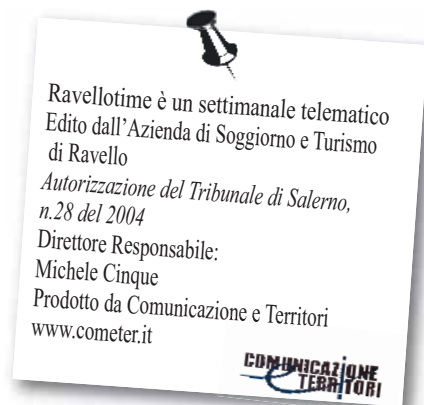 Ravellotime è un settimanale telematico
Edito dall'Azienda di Soggiorno e Turismo
di Ravello
Autorizzazione del Tribunale di Salerno,
n.28 del 2004
Direttore Responsabile:
Michele Cinque
Prodotto da Comunicazione e Territori
www.cometer.it
COMUNICAZIONE
TERRITORI